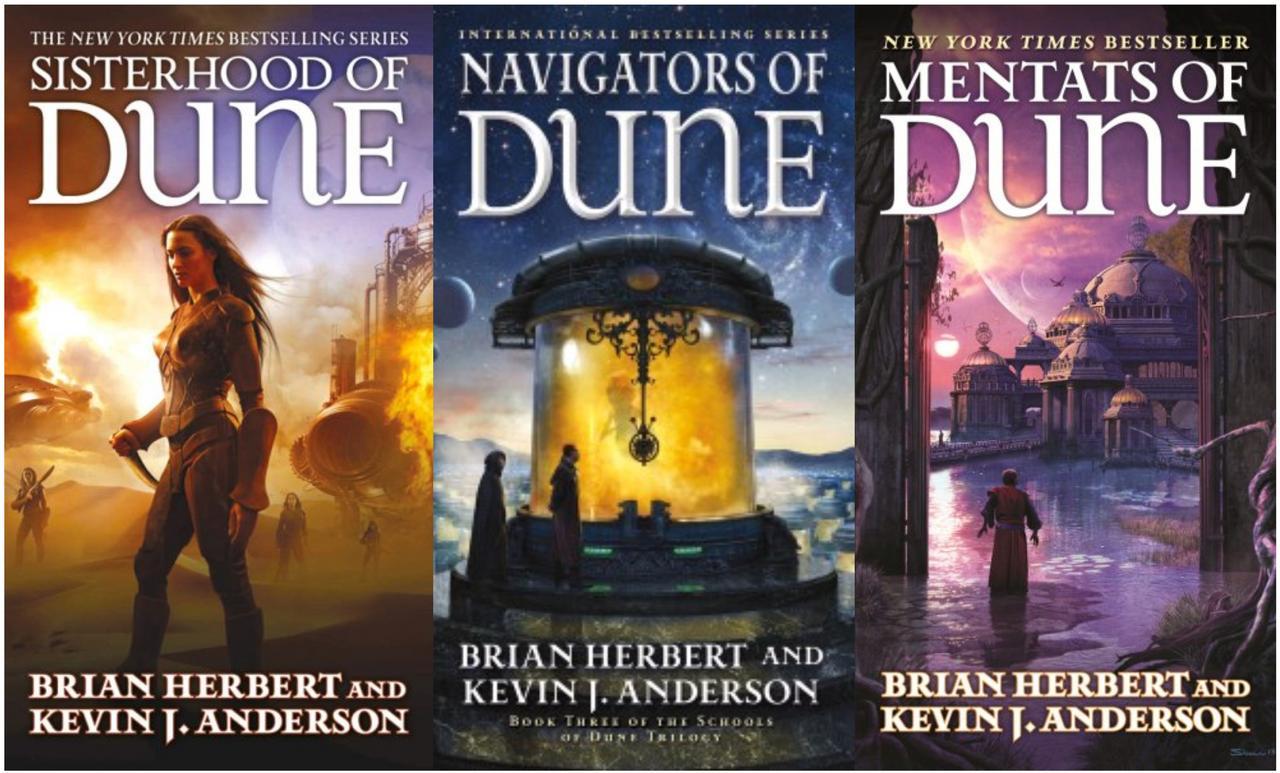 THE NEW YORK TIMES BESTSELLING SERIES
SISTERHOOD OF
DUNE
BRIAN HERBERT AND
KEVIN J. ANDERSON
INTERNATIONAL BESTSELLING SERIES
NAVIGATORS OF
DUNE
BRIAN HERBERT AND
KEVIN J. ANDERSON
BOOK THREE OF THE SCHOOLS
OF DUNE TRILOGY
NEW YORK TIMES BESTSELLER
MENTATS OF
DUNE
BRIAN HERBERT AND
KEVIN J. ANDERSON